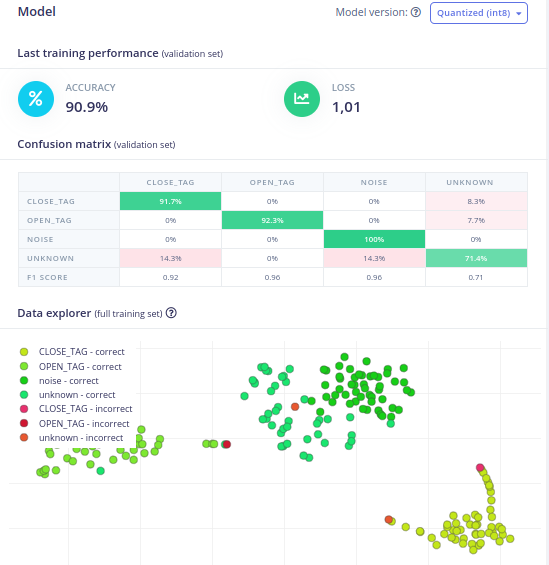 Model
Model version: Quantized (int8)
Last training performance (validation set)
ACCURACY
90.9%
LOSS
1,01
Confusion matrix (validation set)
CLOSE_TAG OPEN_TAG NOISE UNKNOWN
CLOSE_TAG 91.7% 0% 0% 8.3%
OPEN_TAG 0% 92.3% 0% 7.7%
NOISE 0% 0% 100% 0%
UNKNOWN 14.3% 0% 14.3% 71.4%
F1 SCORE 0.92 0.96 0.96 0.71
Data explorer (full training set)
CLOSE_TAG - correct
OPEN_TAG - correct
noise - correct
unknown - correct
CLOSE_TAG - incorrect
OPEN_TAG - incorrect
unknown - incorrect